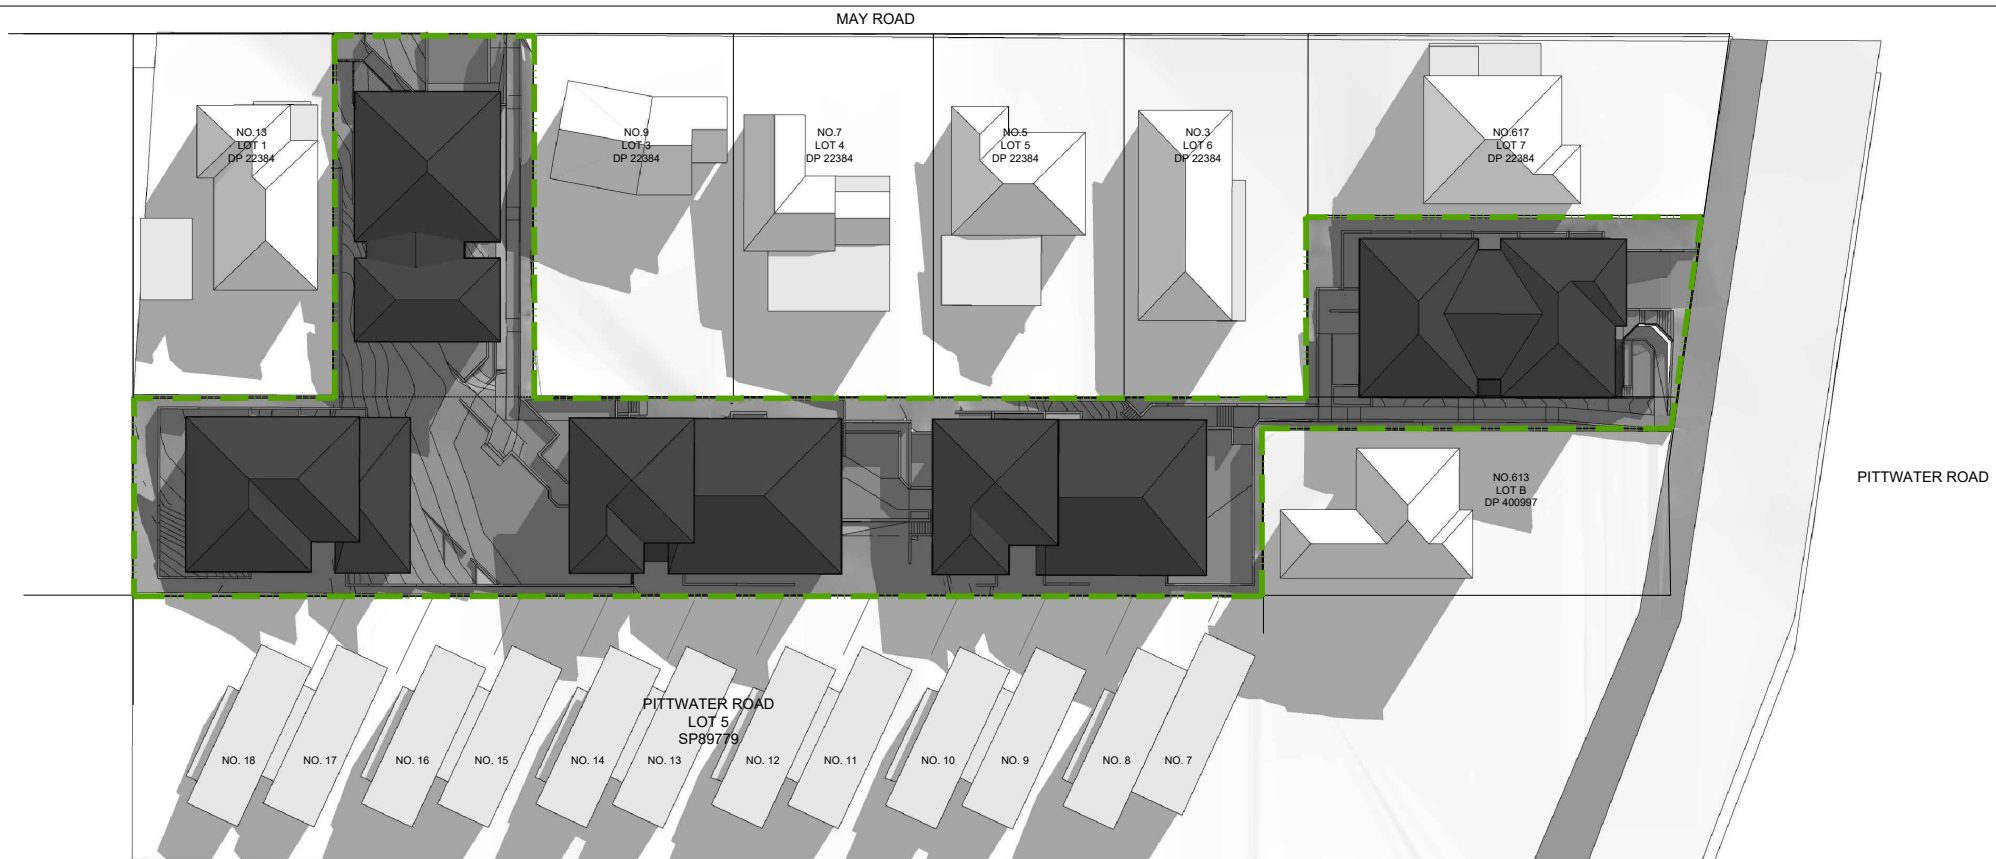 MAY ROAD
NO.13
LOT 1
DP 22384
NO.9
LOT 3
DP 22384
NO.7
LOT 4
DP 22384
NO.5
LOT 5
DP 22384
NO.3
LOT 6
DP 22384
NO.617
LOT 7
DP 22384
NO.613
LOT B
DP 400997
PITTWATER ROAD
PITTWATER ROAD
LOT 5
SP89779
NO. 18
NO. 17
NO. 16
NO. 15
NO. 14
NO. 13
NO. 12
NO. 11
NO. 10
NO. 9
NO. 8
NO. 7